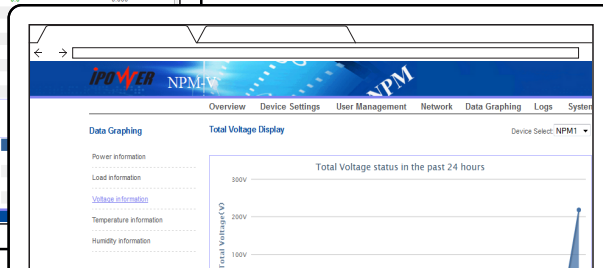 iPOWER NPM-V
NPM
Overview Device Settings User Management Network Data Graphing Logs System
Data Graphing
Total Voltage Display
Device Select: NPM1
Power information
Load information
Voltage information
Temperature information
Humidity information
Total Voltage status in the past 24 hours
300V
200V
100V
Total Voltage(V)